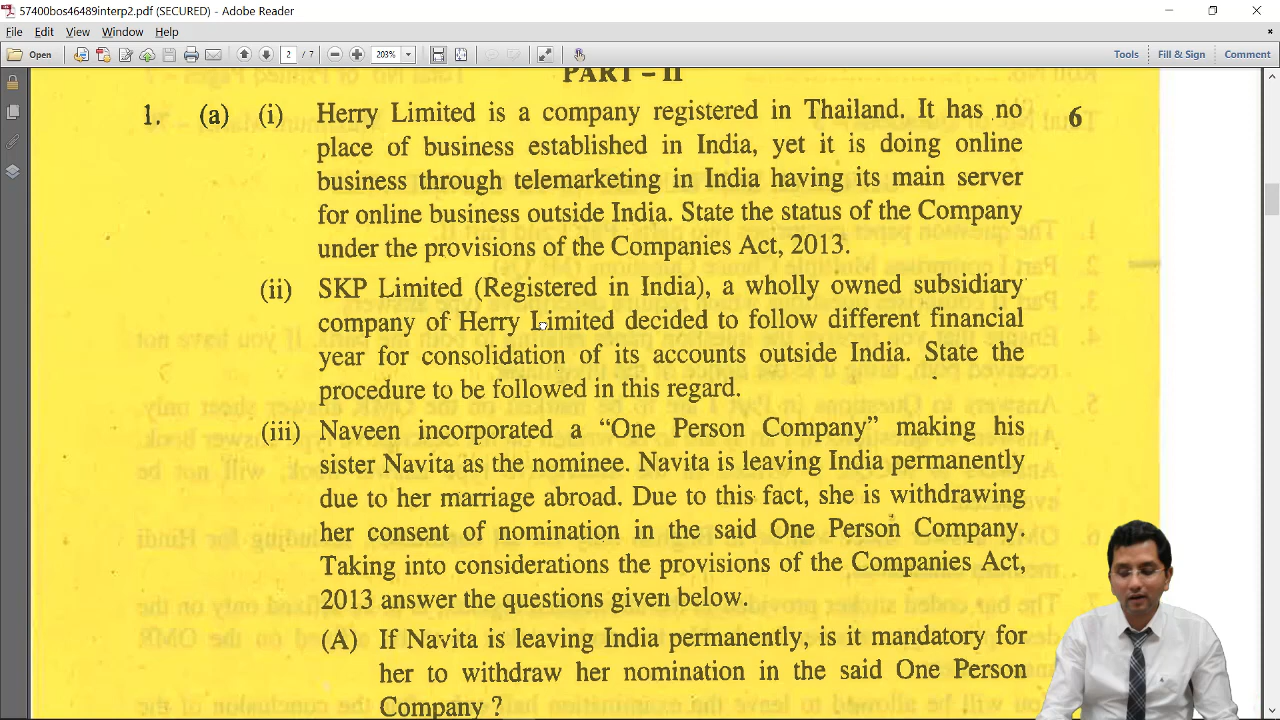 57400bos46489interp2.pdf (SECURED) - Adobe Reader
File Edit View Window Help
Open 2 / 7 203% Tools Fill & Sign Comment
PART – II
1. (a) (i) Herry Limited is a company registered in Thailand. It has no 6
place of business established in India, yet it is doing online
business through telemarketing in India having its main server
for online business outside India. State the status of the Company
under the provisions of the Companies Act, 2013.
(ii) SKP Limited (Registered in India), a wholly owned subsidiary
company of Herry Limited decided to follow different financial
year for consolidation of its accounts outside India. State the
procedure to be followed in this regard.
(iii) Naveen incorporated a “One Person Company” making his
sister Navita as the nominee. Navita is leaving India permanently
due to her marriage abroad. Due to this fact, she is withdrawing
her consent of nomination in the said One Person Company.
Taking into considerations the provisions of the Companies Act,
2013 answer the questions given below.
(A) If Navita is leaving India permanently, is it mandatory for
her to withdraw her nomination in the said One Person
Company ?